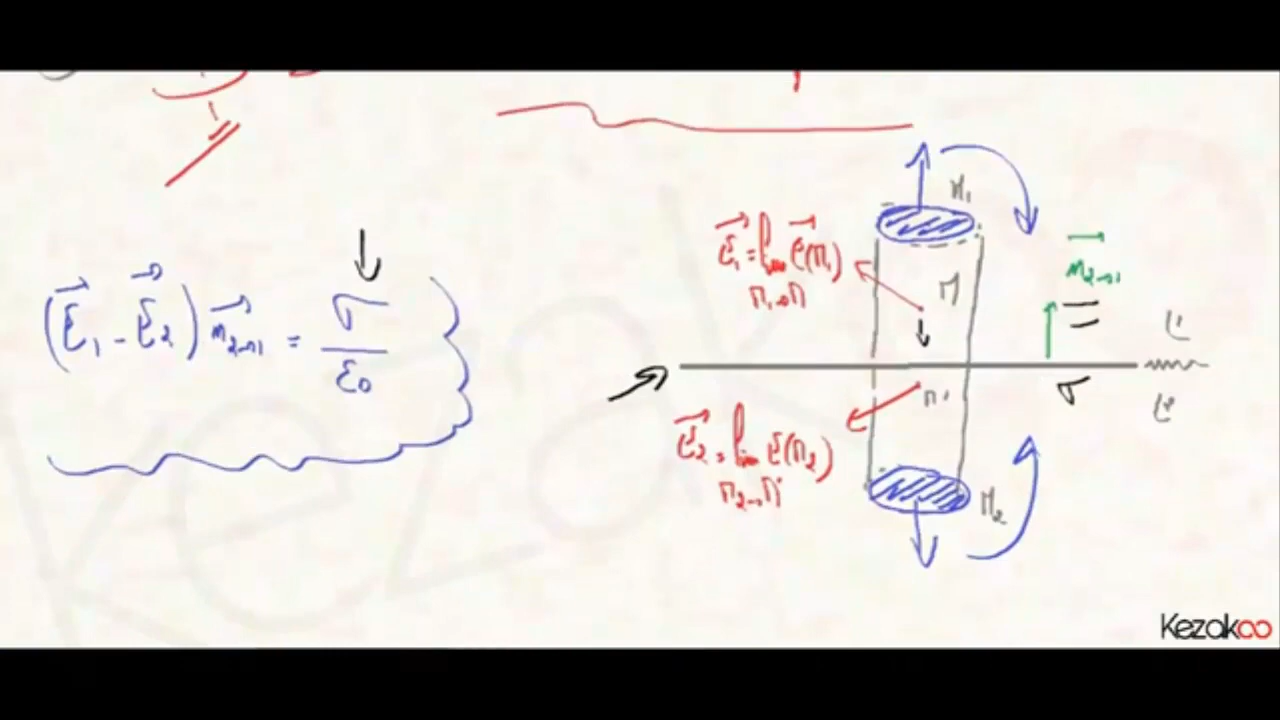 (E₁ - E₂) n₂→₁ = σ/ε₀
M₁
E₁ = lim E(M₁)
M₁→M
M
n₂→₁
σ
E₂ = lim E(M₂)
M₂→M'
M'
M₂
Kezakoo